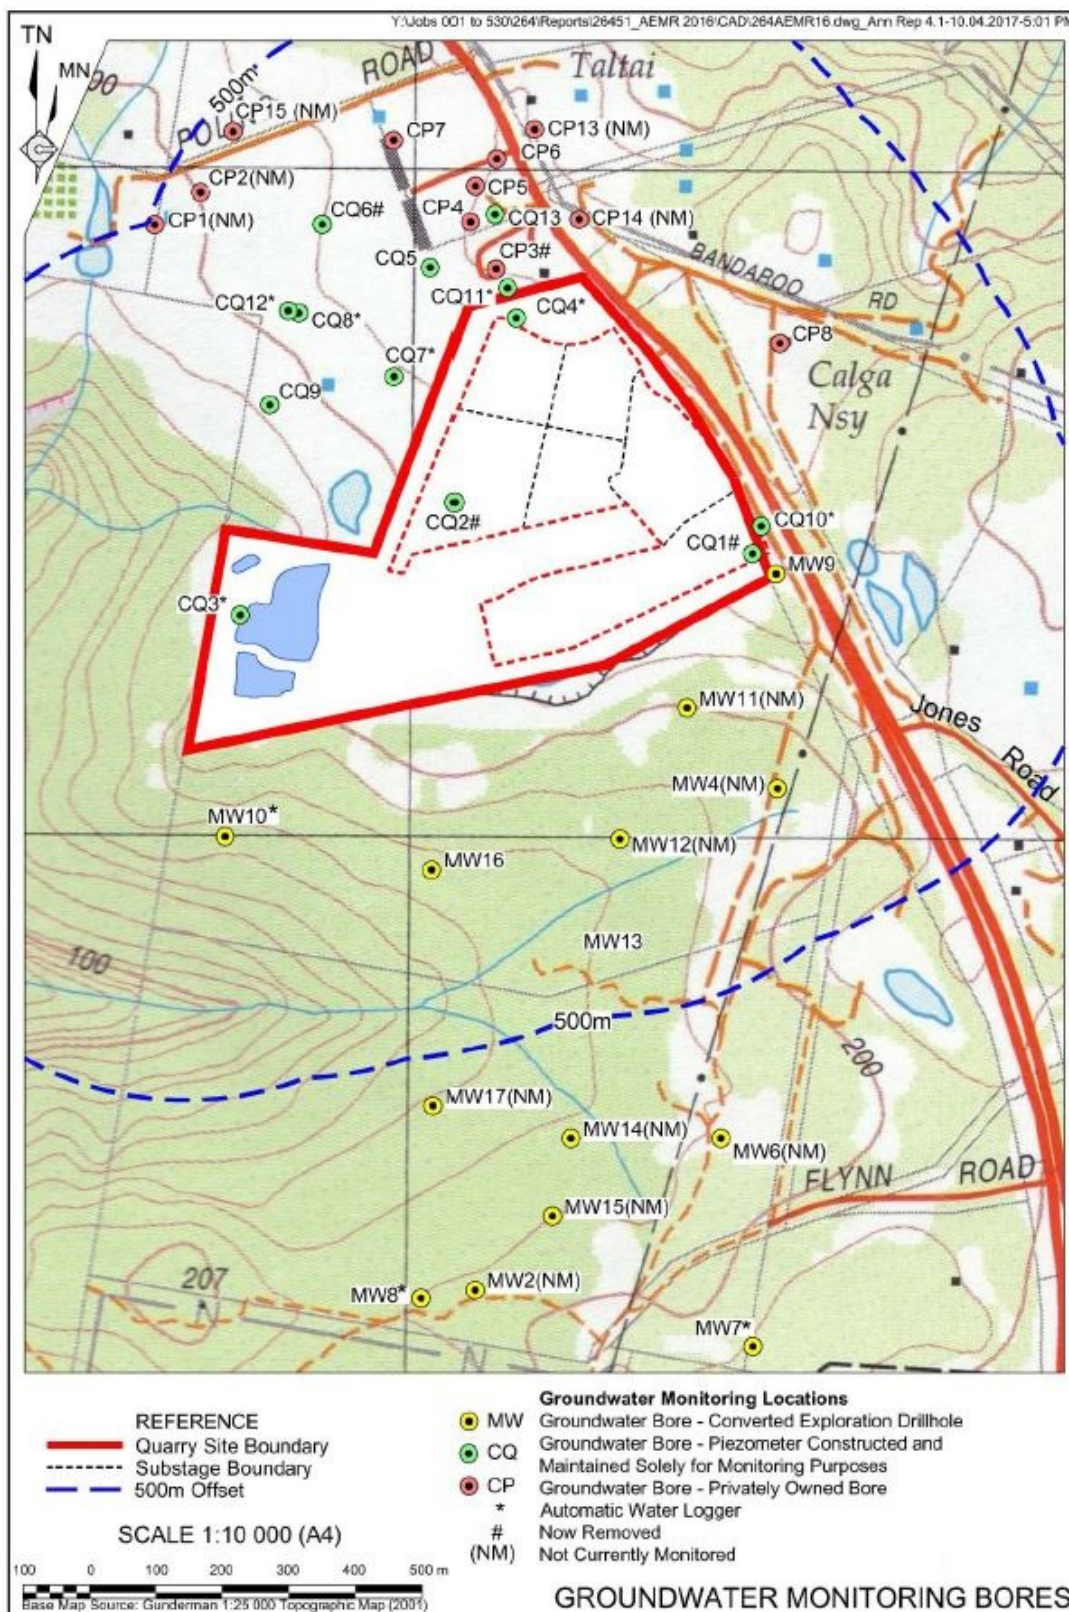 Y:\Jobs 001 to 530\264\Reports\26451_AEMR 2016\CAD\264AEMR16.dwg_Ann Rep 4.1-10.04.2017-5:01 PM
TN
MN
500m
ROAD
Taltai
CP15 (NM)
CP7
CP13 (NM)
CP6
CP2(NM)
CP5
CP1(NM)
CQ6#
CP4
CQ13
CP14 (NM)
CQ5
CP3#
BANDAROO
RD
CQ11*
CQ12*
CQ8*
CQ4*
CP8
CQ7*
Calga
Nsy
CQ9
CQ2#
CQ10*
CQ1#
MW9
CQ3*
MW11(NM)
Jones
Road
MW4(NM)
MW10*
MW12(NM)
MW16
MW13
100
500m
200
MW17(NM)
MW14(NM)
MW6(NM)
FLYNN ROAD
MW15(NM)
207
MW2(NM)
MW8*
MW7*
N
REFERENCE
Quarry Site Boundary
Substage Boundary
500m Offset
SCALE 1:10 000 (A4)
100 0 100 200 300 400 500 m
Base Map Source: Gunderman 1:25 000 Topographic Map (2001)
Groundwater Monitoring Locations
MW Groundwater Bore - Converted Exploration Drillhole
CQ Groundwater Bore - Piezometer Constructed and
Maintained Solely for Monitoring Purposes
CP Groundwater Bore - Privately Owned Bore
* Automatic Water Logger
# Now Removed
(NM) Not Currently Monitored
GROUNDWATER MONITORING BORES